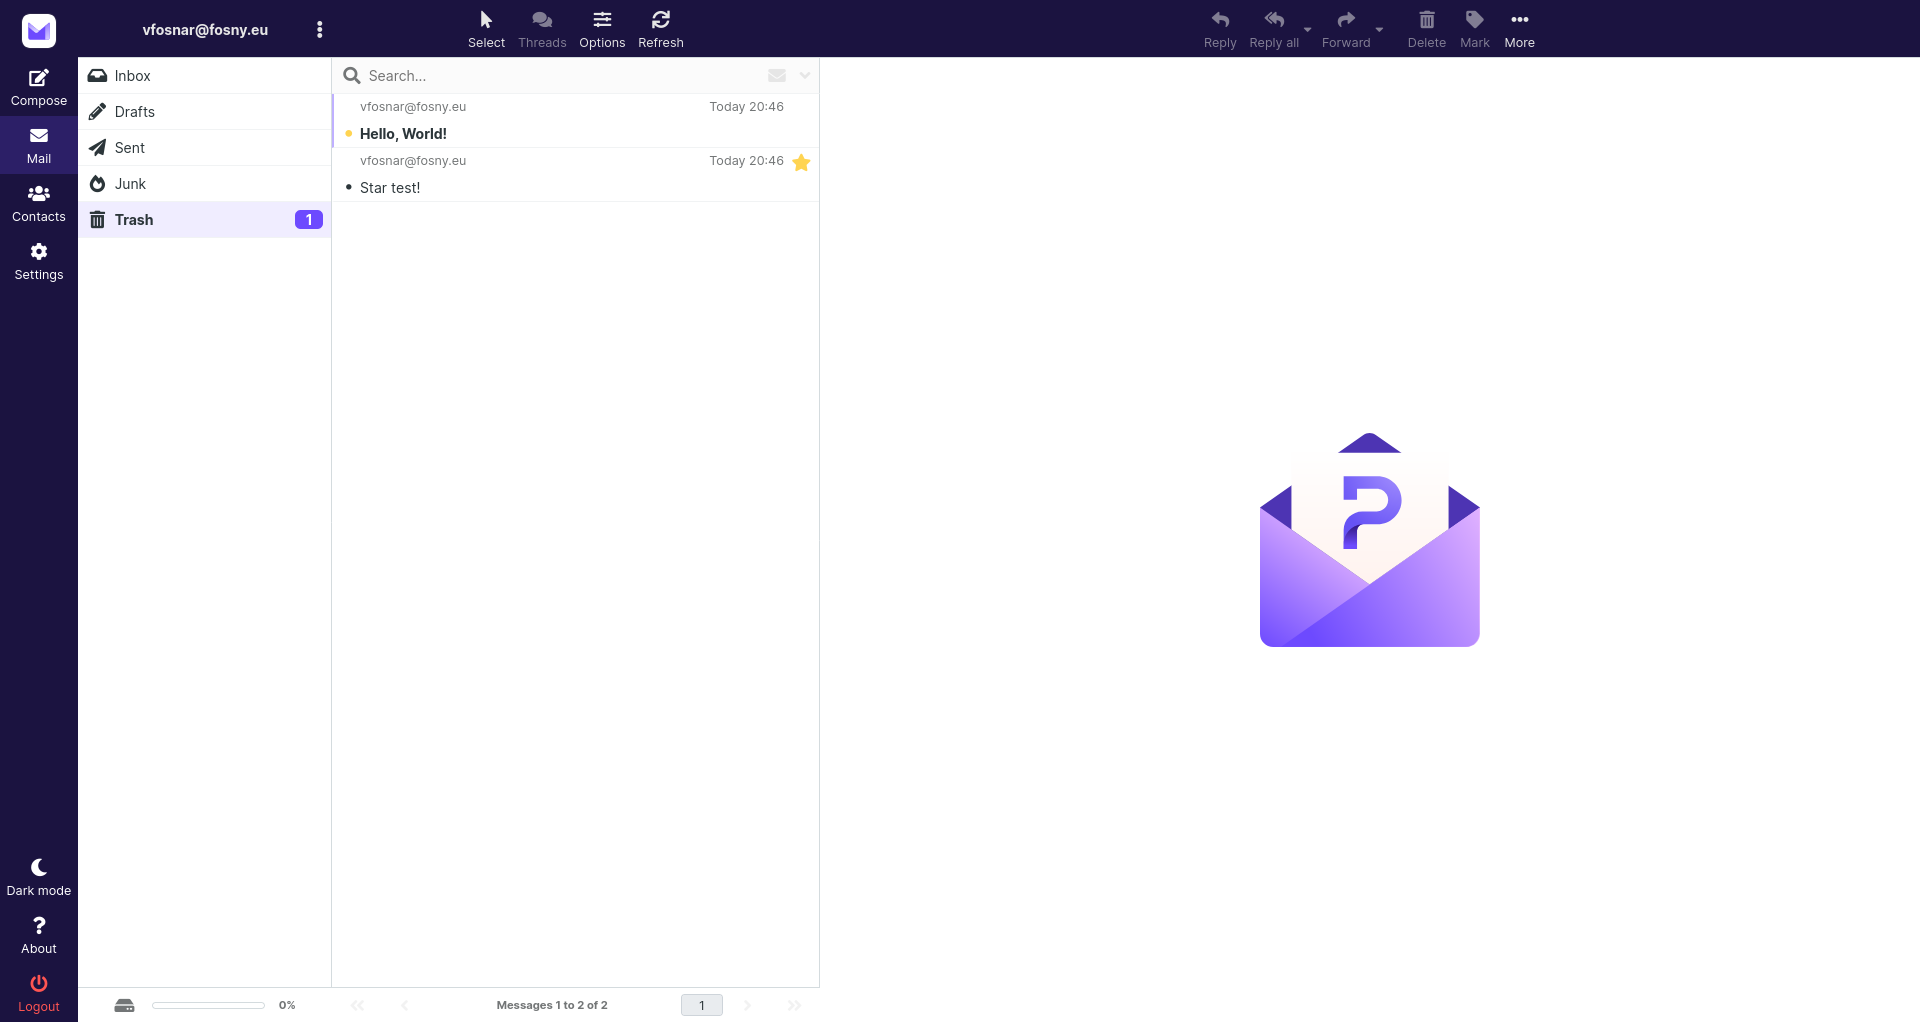 vfosnar@fosny.eu
Select
Threads
Options
Refresh
Reply
Reply all
Forward
Delete
Mark
More
Compose
Mail
Contacts
Settings
Dark mode
About
Logout
Inbox
Drafts
Sent
Junk
Trash 1
Search...
vfosnar@fosny.eu Today 20:46
Hello, World!
vfosnar@fosny.eu Today 20:46
Star test!
0%
Messages 1 to 2 of 2
1
P